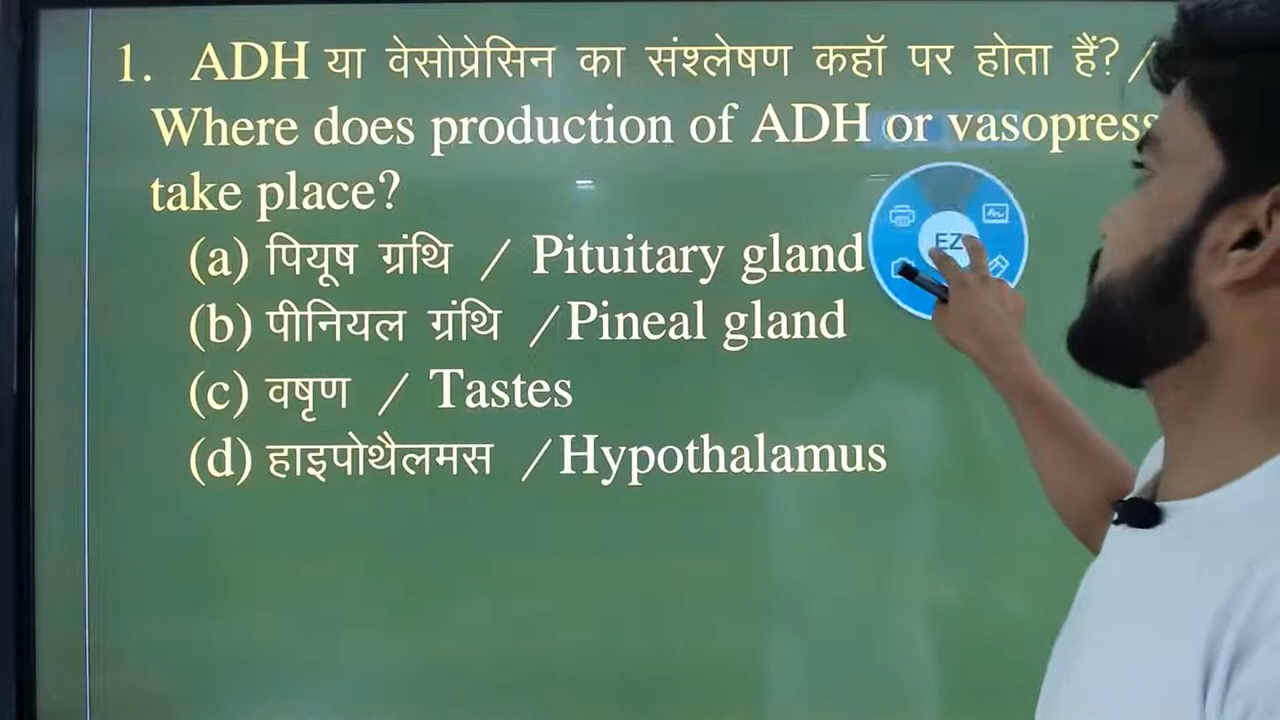 1. ADH या वेसोप्रेसिन का संश्लेषण कहॉ पर होता हैं? /
Where does production of ADH or
take place?
(a) पियूष ग्रंथि / Pituitary gland
(b) पीनियल ग्रंथि / Pineal gland
(c) वषृण / Tastes
(d) हाइपोथैलमस / Hypothalamus
EZ